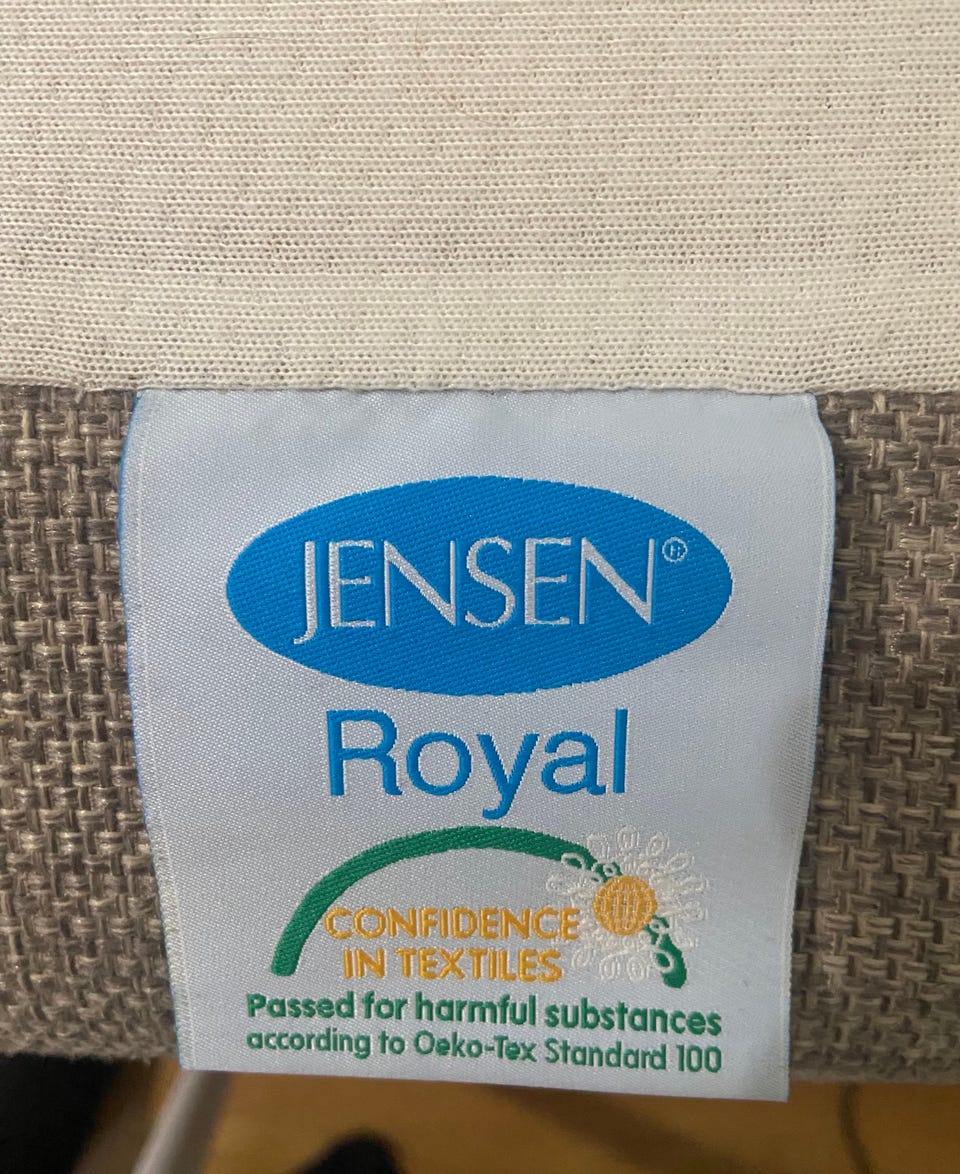 JENSEN®
Royal
CONFIDENCE
IN TEXTILES
Passed for harmful substances
according to Oeko-Tex Standard 100